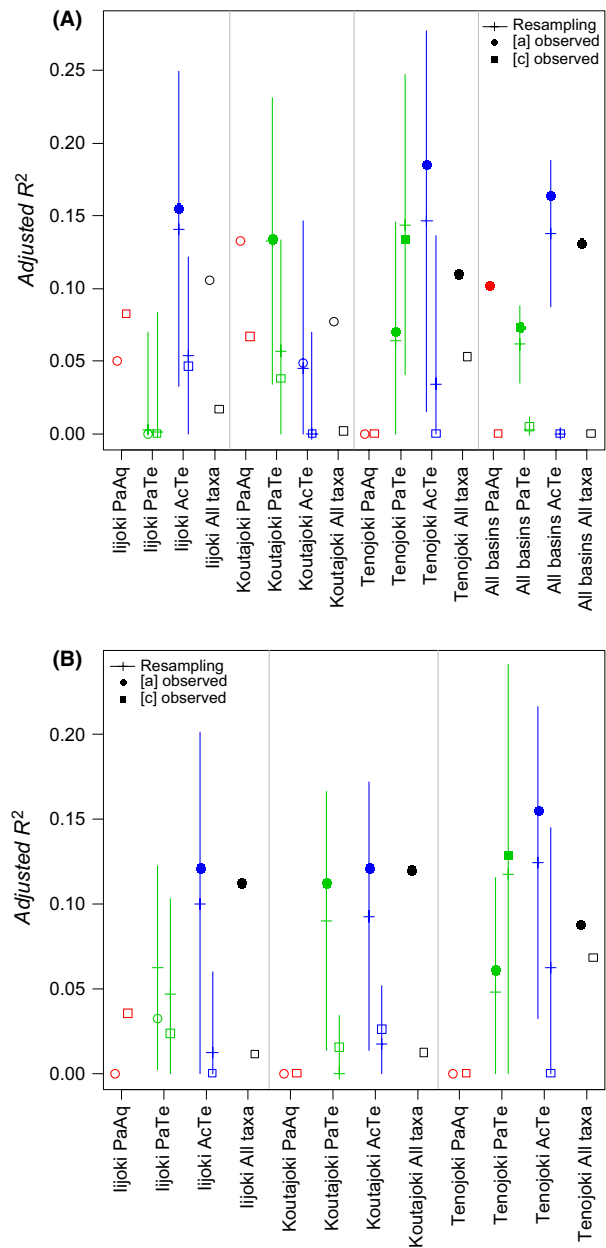 (A)
Resampling
[a] observed
[c] observed
Adjusted R²
0.25
0.20
0.15
0.10
0.05
0.00
Iijoki PaAq
Iijoki PaTe
Iijoki AcTe
Iijoki All taxa
Koutajoki PaAq
Koutajoki PaTe
Koutajoki AcTe
Koutajoki All taxa
Tenojoki PaAq
Tenojoki PaTe
Tenojoki AcTe
Tenojoki All taxa
All basins PaAq
All basins PaTe
All basins AcTe
All basins All taxa
(B)
Resampling
[a] observed
[c] observed
Adjusted R²
0.20
0.15
0.10
0.05
0.00
Iijoki PaAq
Iijoki PaTe
Iijoki AcTe
Iijoki All taxa
Koutajoki PaAq
Koutajoki PaTe
Koutajoki AcTe
Koutajoki All taxa
Tenojoki PaAq
Tenojoki PaTe
Tenojoki AcTe
Tenojoki All taxa